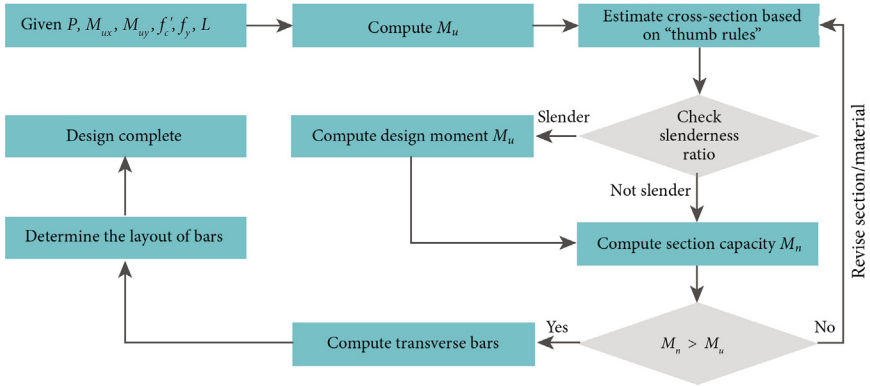 Given P, Mux, Muy, fc′, fy, L
Compute Mu
Estimate cross-section based
on “thumb rules”
Check
slenderness
ratio
Slender
Compute design moment Mu
Not slender
Compute section capacity Mn
Mn > Mu
No
Revise section/material
Yes
Compute transverse bars
Determine the layout of bars
Design complete